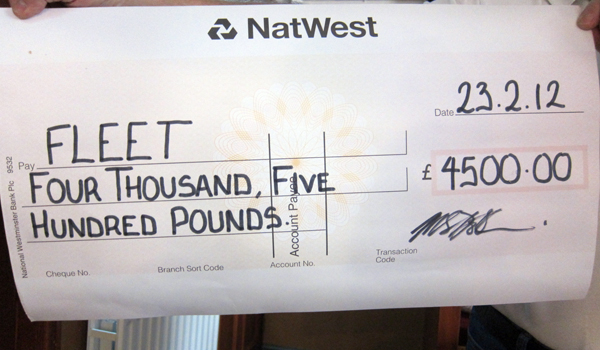 NatWest
Date 23.2.12
Pay FLEET
FOUR THOUSAND, FIVE
HUNDRED POUNDS.
£ 4500.00
Account Payee
National Westminster Bank Plc 9532
Cheque No.
Branch Sort Code
Account No.
Transaction
Code